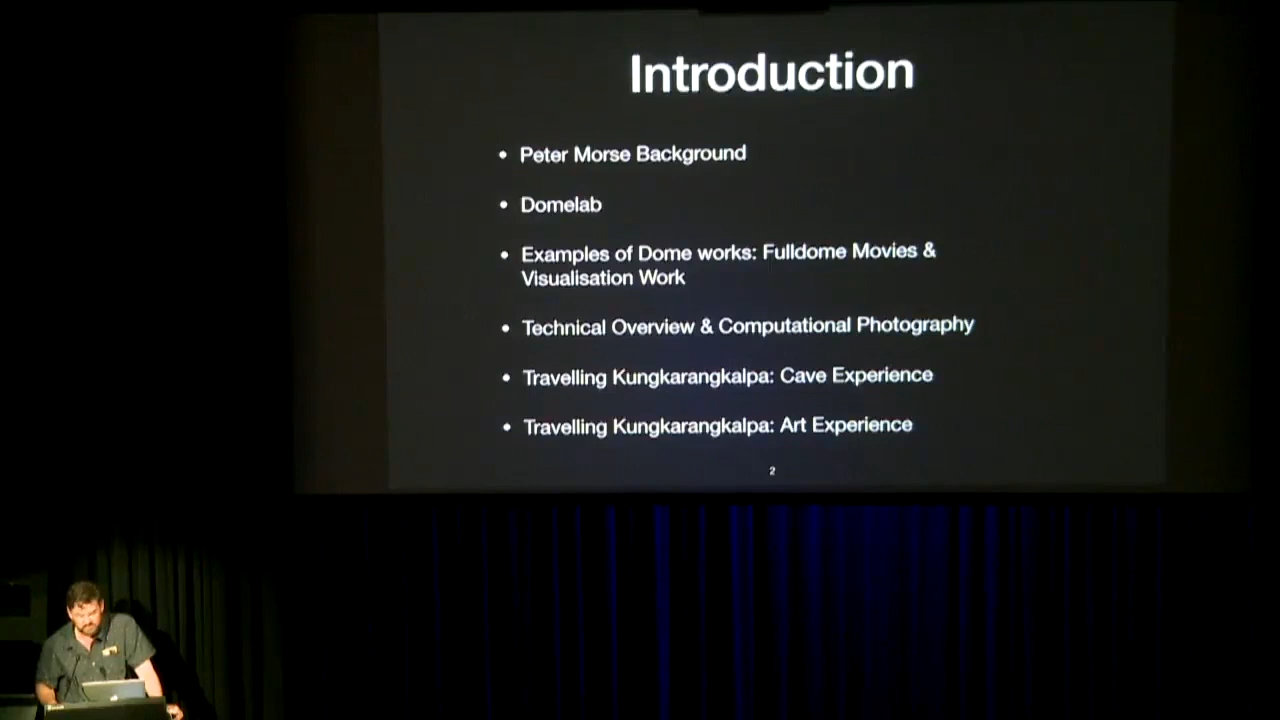 Introduction
• Peter Morse Background
• Domelab
• Examples of Dome works: Fulldome Movies &
Visualisation Work
• Technical Overview & Computational Photography
• Travelling Kungkarangkalpa: Cave Experience
• Travelling Kungkarangkalpa: Art Experience
2